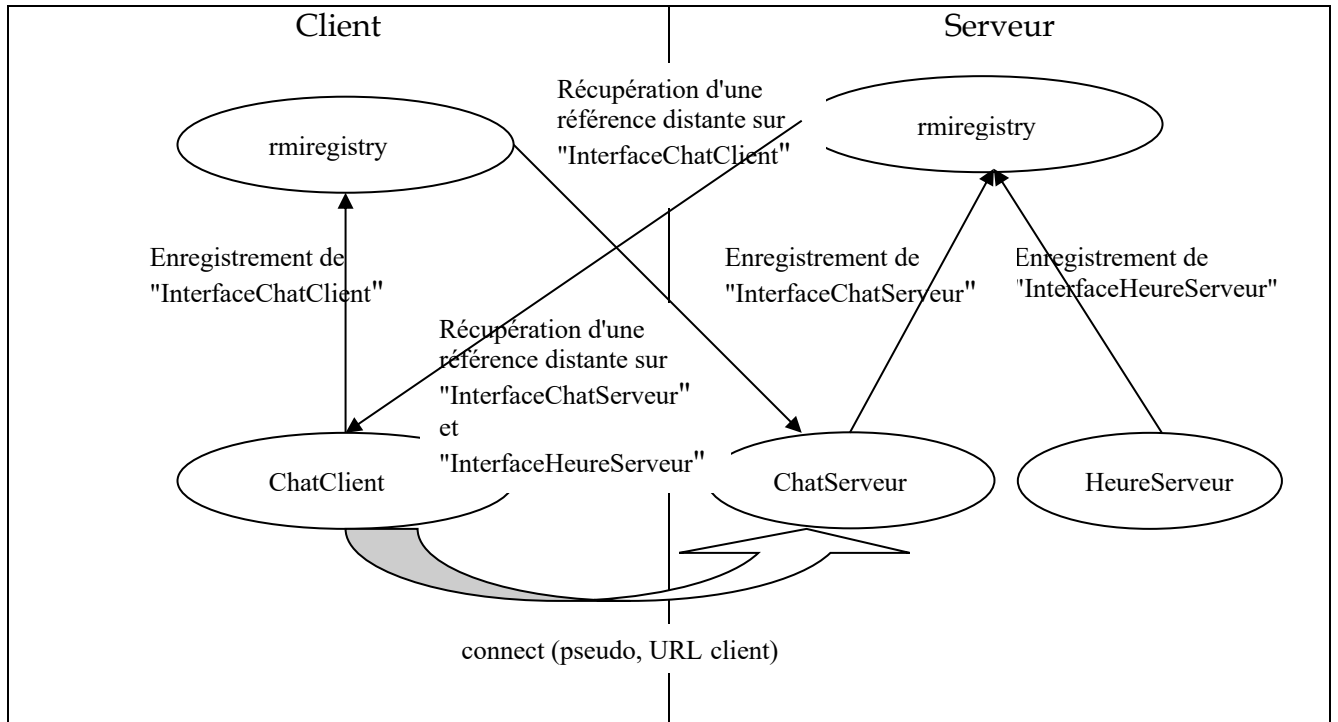 Client
Serveur
Récupération d'une
référence distante sur
"InterfaceChatClient"
rmiregistry
rmiregistry
Enregistrement de
"InterfaceChatClient"
Enregistrement de
"InterfaceChatServeur"
Enregistrement de
"InterfaceHeureServeur"
Récupération d'une
référence distante sur
"InterfaceChatServeur"
et
"InterfaceHeureServeur"
ChatClient
ChatServeur
HeureServeur
connect (pseudo, URL client)